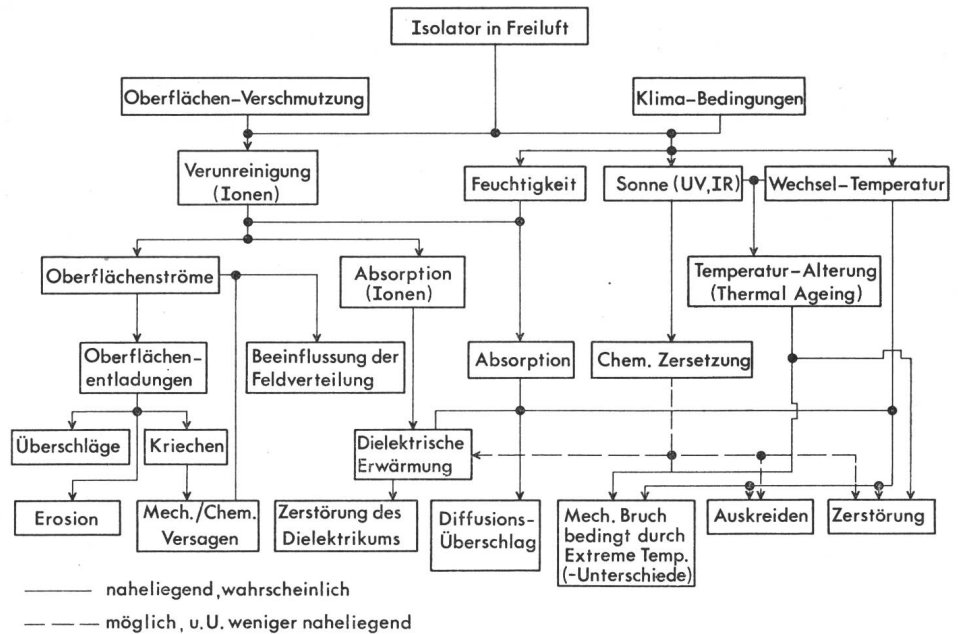 Isolator in Freiluft
Oberflächen-Verschmutzung
Klima-Bedingungen
Verunreinigung
(Ionen)
Feuchtigkeit
Sonne (UV,IR)
Wechsel-Temperatur
Oberflächenströme
Absorption
(Ionen)
Temperatur-Alterung
(Thermal Ageing)
Oberflächen-
entladungen
Beeinflussung der
Feldverteilung
Absorption
Chem. Zersetzung
Überschläge
Kriechen
Dielektrische
Erwärmung
Erosion
Mech./Chem.
Versagen
Zerstörung des
Dielektrikums
Diffusions-
Überschlag
Mech. Bruch
bedingt durch
Extreme Temp.
(-Unterschiede)
Auskreiden
Zerstörung
naheliegend, wahrscheinlich
möglich, u.U. weniger naheliegend